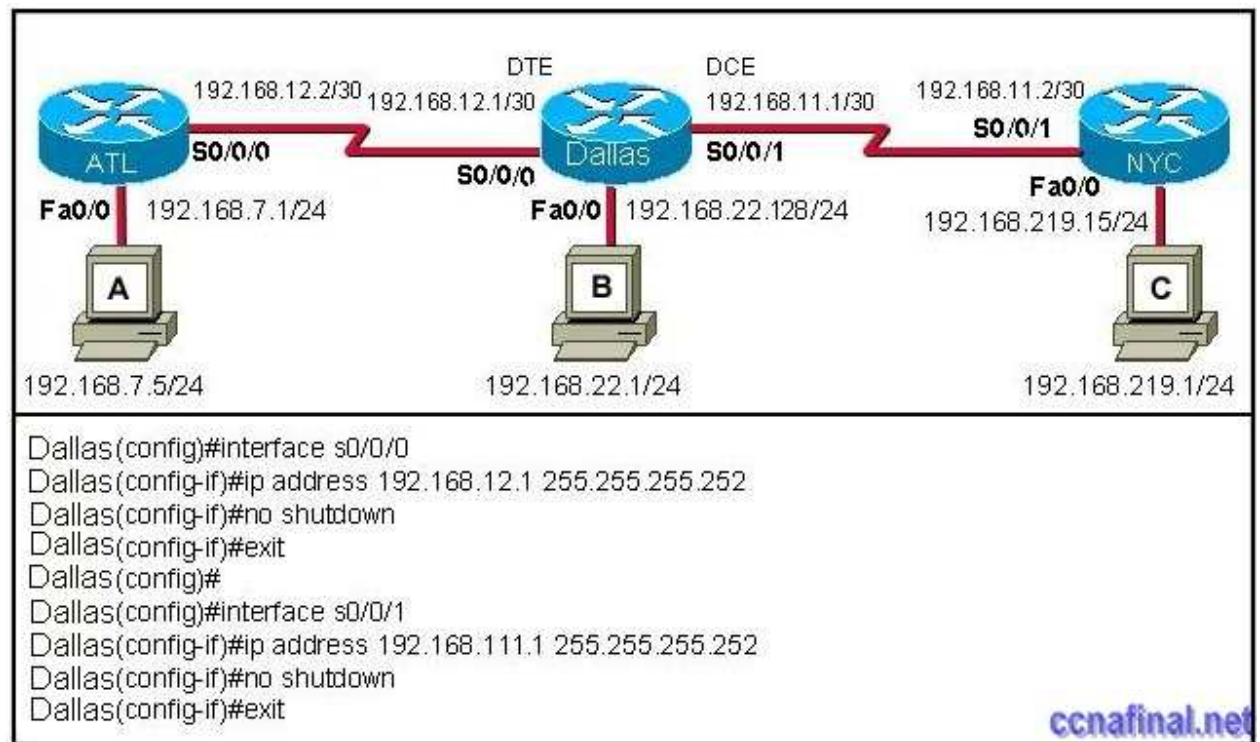 DTE
DCE
192.168.12.2/30
192.168.12.1/30
192.168.11.1/30
192.168.11.2/30
ATL
S0/0/0
S0/0/0
Dallas
S0/0/1
S0/0/1
NYC
Fa0/0
192.168.7.1/24
Fa0/0
192.168.22.128/24
Fa0/0
192.168.219.15/24
A
B
C
192.168.7.5/24
192.168.22.1/24
192.168.219.1/24
Dallas(config)#interface s0/0/0
Dallas(config-if)#ip address 192.168.12.1 255.255.255.252
Dallas(config-if)#no shutdown
Dallas(config-if)#exit
Dallas(config)#
Dallas(config)#interface s0/0/1
Dallas(config-if)#ip address 192.168.111.1 255.255.255.252
Dallas(config-if)#no shutdown
Dallas(config-if)#exit
ccnafinal.net